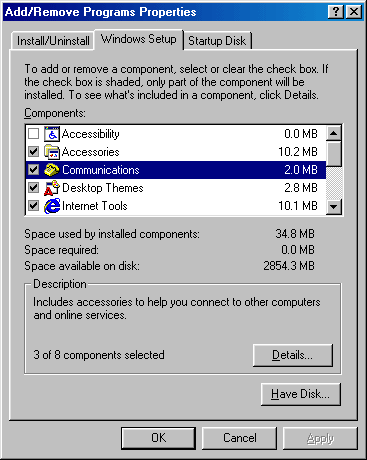 Add/Remove Programs Properties
Install/Uninstall Windows Setup Startup Disk
To add or remove a component, select or clear the check box. If
the check box is shaded, only part of the component will be
installed. To see what's included in a component, click Details.
Components:
Accessibility 0.0 MB
Accessories 10.2 MB
Communications 2.0 MB
Desktop Themes 2.8 MB
Internet Tools 10.1 MB
Space used by installed components: 34.8 MB
Space required: 0.0 MB
Space available on disk: 2854.3 MB
Description
Includes accessories to help you connect to other computers
and online services.
3 of 8 components selected Details...
Have Disk...
OK Cancel Apply